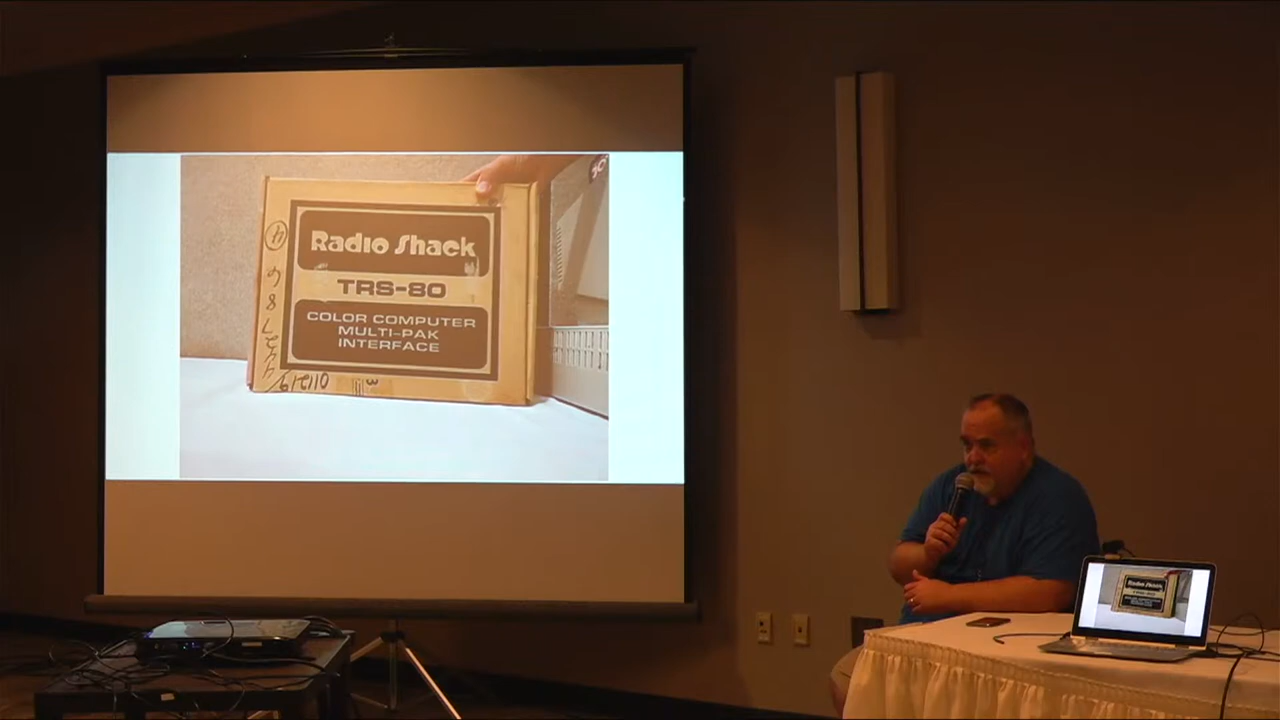 Radio Shack
TRS-80
COLOR COMPUTER
MULTI-PAK
INTERFACE